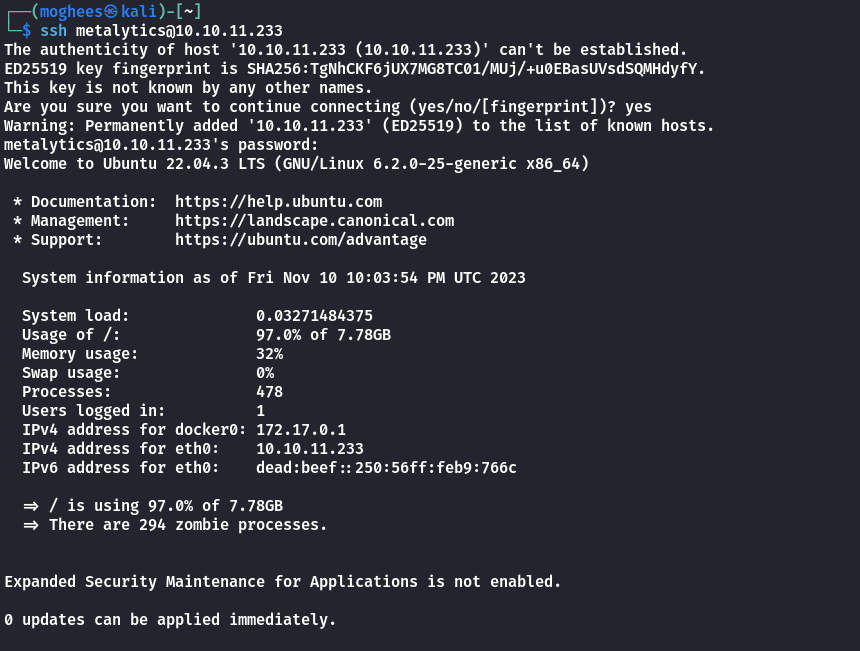 ┌──(moghees㉿kali)-[~]
└─$ ssh metalytics@10.10.11.233
The authenticity of host '10.10.11.233 (10.10.11.233)' can't be established.
ED25519 key fingerprint is SHA256:TgNhCKF6jUX7MG8TC01/MUj/+u0EBasUVsdSQMHdyfY.
This key is not known by any other names.
Are you sure you want to continue connecting (yes/no/[fingerprint])? yes
Warning: Permanently added '10.10.11.233' (ED25519) to the list of known hosts.
metalytics@10.10.11.233's password:
Welcome to Ubuntu 22.04.3 LTS (GNU/Linux 6.2.0-25-generic x86_64)

 * Documentation:  https://help.ubuntu.com
 * Management:     https://landscape.canonical.com
 * Support:        https://ubuntu.com/advantage

  System information as of Fri Nov 10 10:03:54 PM UTC 2023

  System load:              0.03271484375
  Usage of /:               97.0% of 7.78GB
  Memory usage:             32%
  Swap usage:               0%
  Processes:                478
  Users logged in:          1
  IPv4 address for docker0: 172.17.0.1
  IPv4 address for eth0:    10.10.11.233
  IPv6 address for eth0:    dead:beef::250:56ff:feb9:766c

  => / is using 97.0% of 7.78GB
  => There are 294 zombie processes.


Expanded Security Maintenance for Applications is not enabled.

0 updates can be applied immediately.